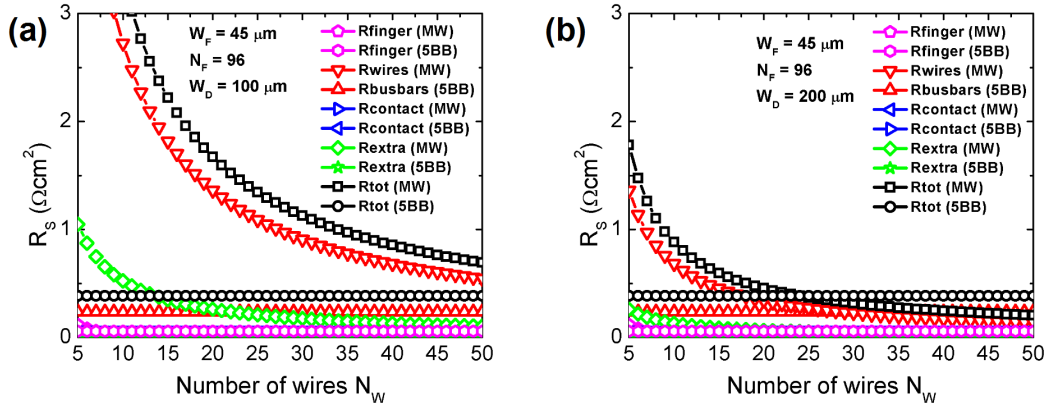 (a)
W_F = 45 µm
N_F = 96
W_D = 100 µm
Rfinger (MW)
Rfinger (5BB)
Rwires (MW)
Rbusbars (5BB)
Rcontact (MW)
Rcontact (5BB)
Rextra (MW)
Rextra (5BB)
Rtot (MW)
Rtot (5BB)
R_S (Ωcm²)
3
2
1
0
5 10 15 20 25 30 35 40 45 50
Number of wires N_W
(b)
W_F = 45 µm
N_F = 96
W_D = 200 µm
Rfinger (MW)
Rfinger (5BB)
Rwires (MW)
Rbusbars (5BB)
Rcontact (MW)
Rcontact (5BB)
Rextra (MW)
Rextra (5BB)
Rtot (MW)
Rtot (5BB)
R_S (Ωcm²)
3
2
1
0
5 10 15 20 25 30 35 40 45 50
Number of wires N_W